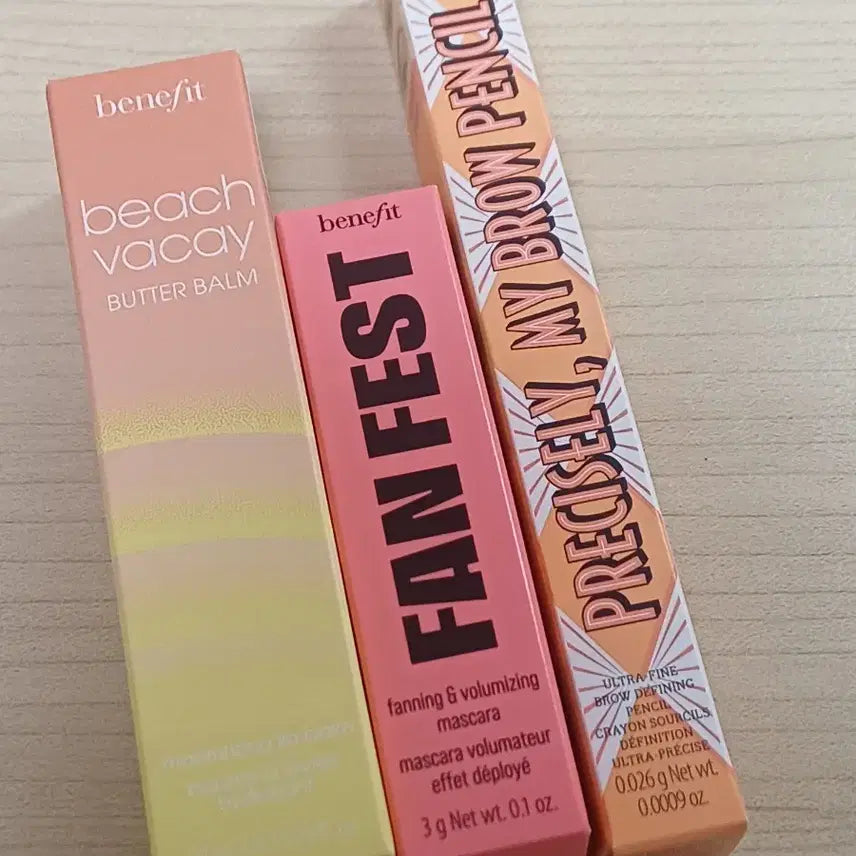 benefit
beach
vacay
BUTTER BALM
benefit
FAN FEST
fanning & volumizing
mascara
mascara volumateur
effet déployé
3 g Net wt. 0.1 oz.
PRECISELY, MY BROW PENCIL
ULTRA-FINE
BROW DEFINING
PENCIL
CRAYON SOURCILS
DÉFINITION
ULTRA-PRÉCISE
0.026 g Net wt.
0.0009 oz.